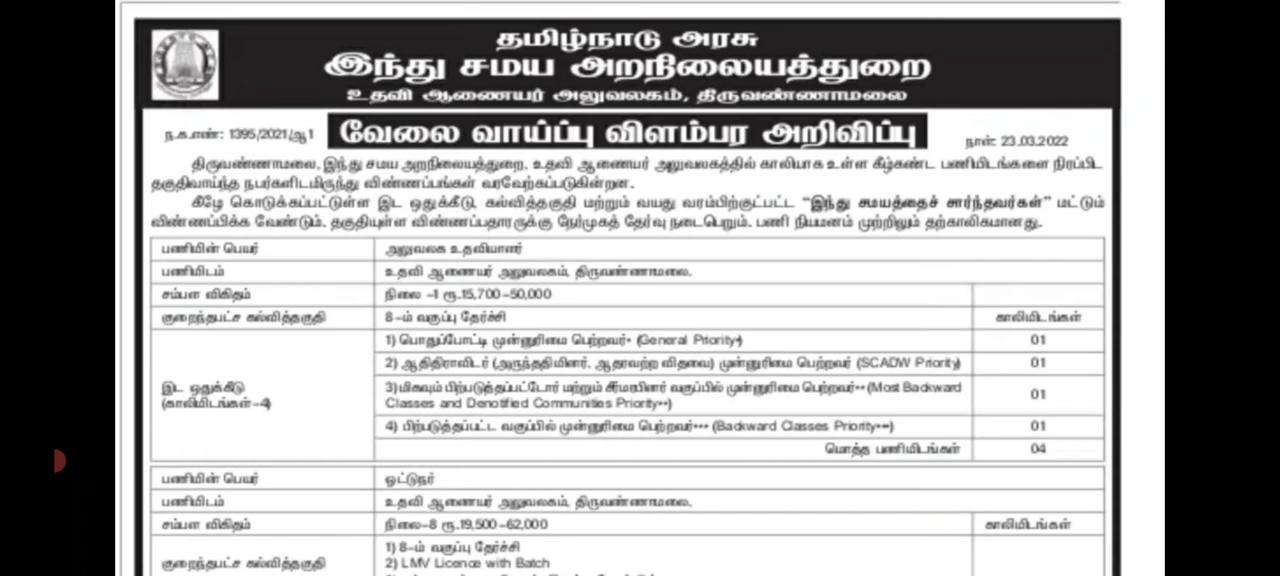 தமிழ்நாடு அரசு
இந்து சமய அறநிலையத்துறை
உதவி ஆணையர் அலுவலகம், திருவண்ணாமலை
ந.க.எண்: 1395/2021/ஆ1
வேலை வாய்ப்பு விளம்பர அறிவிப்பு
நாள்: 23.03.2022
திருவண்ணாமலை, இந்து சமய அறநிலையத்துறை, உதவி ஆணையர் அலுவலகத்தில் காலியாக உள்ள கீழ்கண்ட பணியிடங்களை நிரப்பிட
தகுதிவாய்ந்த நபர்களிடமிருந்து விண்ணப்பங்கள் வரவேற்கப்படுகின்றன.
கீழே கொடுக்கப்பட்டுள்ள இட ஒதுக்கீடு, கல்வித்தகுதி மற்றும் வயது வரம்பிற்குட்பட்ட “இந்து சமயத்தைச் சார்ந்தவர்கள்” மட்டும்
விண்ணப்பிக்க வேண்டும். தகுதியுள்ள விண்ணப்பதாரருக்கு நேர்முகத் தேர்வு நடைபெறும். பணி நியமனம் முற்றிலும் தற்காலிகமானது.
பணியின் பெயர் அலுவலக உதவியாளர்
பணியிடம் உதவி ஆணையர் அலுவலகம், திருவண்ணாமலை.
சம்பள விகிதம் நிலை -1 ரூ.15,700-50,000
குறைந்தபட்ச கல்வித்தகுதி 8-ம் வகுப்பு தேர்ச்சி காலியிடங்கள்
இட ஒதுக்கீடு
(காலியிடங்கள்-4)
1) பொதுப்போட்டி முன்னுரிமை பெற்றவர்* (General Priority*) 01
2) ஆதிதிராவிடர் (அருந்ததியினர், ஆதரவற்ற விதவை) முன்னுரிமை பெற்றவர் (SCADW Priority) 01
3) மிகவும் பிற்படுத்தப்பட்டோர் மற்றும் சீர்மரபினர் வகுப்பில் முன்னுரிமை பெற்றவர்** (Most Backward
Classes and Denotified Communities Priority**) 01
4) பிற்படுத்தப்பட்ட வகுப்பில் முன்னுரிமை பெற்றவர்*** (Backward Classes Priority***) 01
மொத்த பணியிடங்கள் 04
பணியின் பெயர் ஓட்டுநர்
பணியிடம் உதவி ஆணையர் அலுவலகம், திருவண்ணாமலை.
சம்பள விகிதம் நிலை-8 ரூ.19,500-62,000 காலியிடங்கள்
குறைந்தபட்ச கல்வித்தகுதி
1) 8-ம் வகுப்பு தேர்ச்சி
2) LMV Licence with Batch